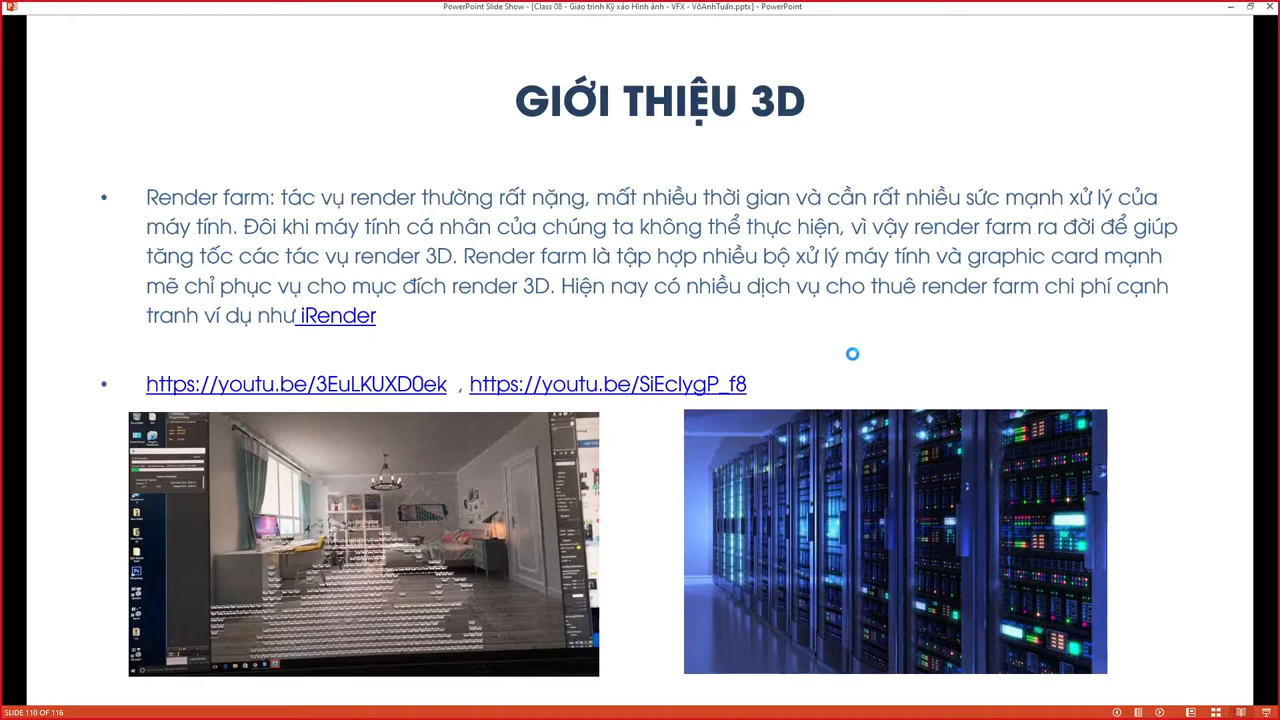 PowerPoint Slide Show - [Class 08 - Giáo trình Kỹ xảo Hình ảnh - VFX - VõAnhTuấn.pptx] - PowerPoint
GIỚI THIỆU 3D
• Render farm: tác vụ render thường rất nặng, mất nhiều thời gian và cần rất nhiều sức mạnh xử lý của
máy tính. Đôi khi máy tính cá nhân của chúng ta không thể thực hiện, vì vậy render farm ra đời để giúp
tăng tốc các tác vụ render 3D. Render farm là tập hợp nhiều bộ xử lý máy tính và graphic card mạnh
mẽ chỉ phục vụ cho mục đích render 3D. Hiện nay có nhiều dịch vụ cho thuê render farm chi phí cạnh
tranh ví dụ như iRender
• https://youtu.be/3EuLKUXD0ek , https://youtu.be/SiEclygP_f8
SLIDE 110 OF 116